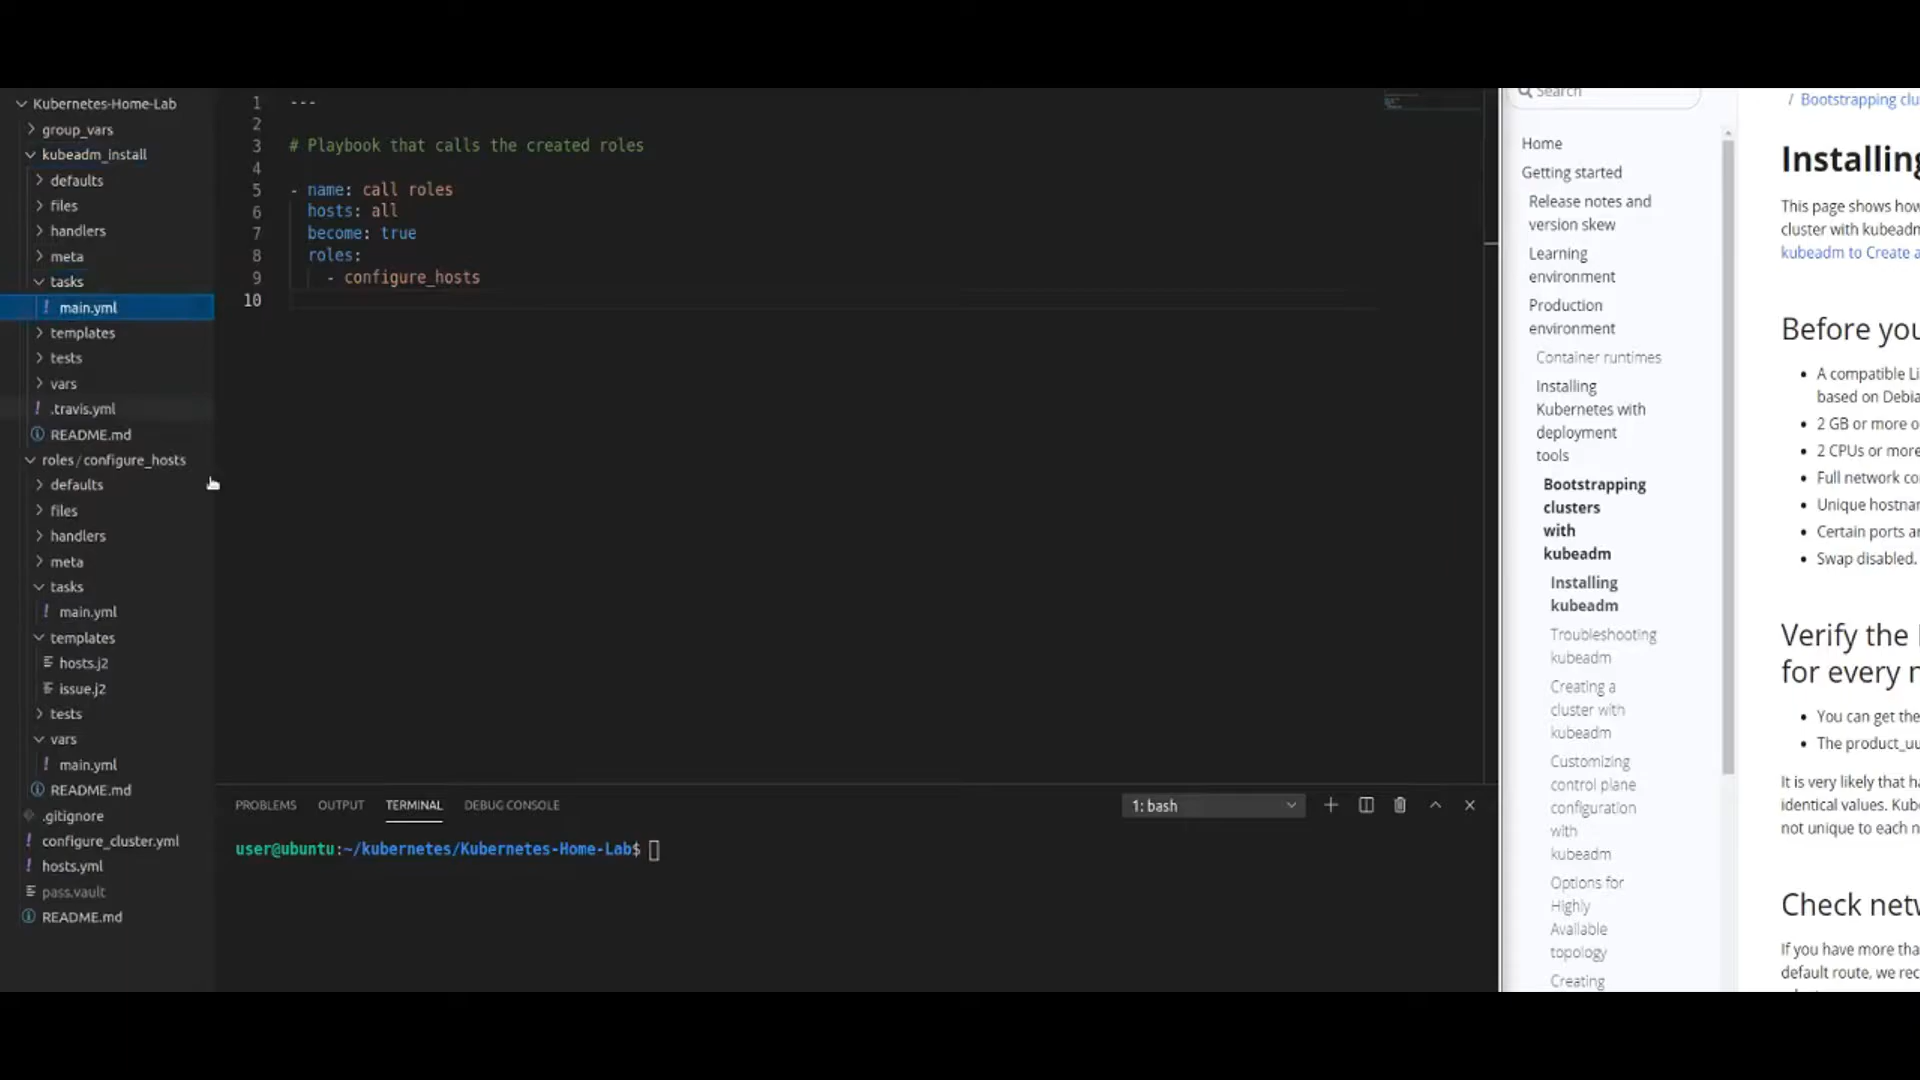 Kubernetes-Home-Lab
group_vars
kubeadm_install
defaults
files
handlers
meta
tasks
! main.yml
templates
tests
vars
! .travis.yml
README.md
roles/configure_hosts
defaults
files
handlers
meta
tasks
! main.yml
templates
hosts.j2
issue.j2
tests
vars
! main.yml
README.md
.gitignore
! configure_cluster.yml
! hosts.yml
pass.vault
README.md
1 ---
2
3 # Playbook that calls the created roles
4
5 - name: call roles
6 hosts: all
7 become: true
8 roles:
9 - configure_hosts
10
PROBLEMS OUTPUT TERMINAL DEBUG CONSOLE 1: bash
user@ubuntu:~/kubernetes/Kubernetes-Home-Lab$
Search
Home
Getting started
Release notes and
version skew
Learning
environment
Production
environment
Container runtimes
Installing
Kubernetes with
deployment
tools
Bootstrapping
clusters
with
kubeadm
Installing
kubeadm
Troubleshooting
kubeadm
Creating a
cluster with
kubeadm
Customizing
control plane
configuration
with
kubeadm
Options for
Highly
Available
topology
Creating
/ Bootstrapping clu
Installing
This page shows how
cluster with kubeadm
kubeadm to Create a
Before you
A compatible Li
based on Debia
2 GB or more o
2 CPUs or more
Full network co
Unique hostnam
Certain ports ar
Swap disabled.
Verify the
for every n
You can get the
The product_uu
It is very likely that ha
identical values. Kube
not unique to each n
Check netw
If you have more tha
default route, we rec